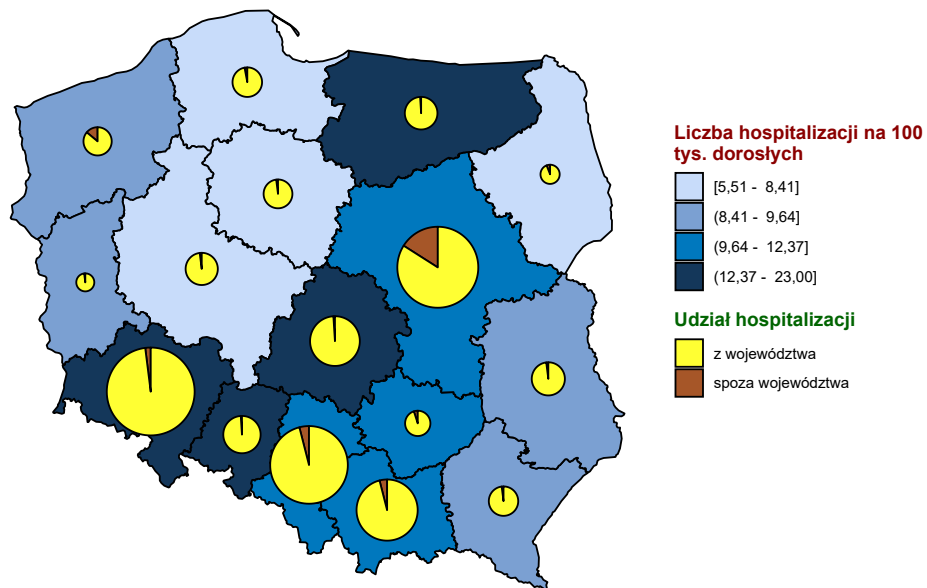 Liczba hospitalizacji na 100
tys. dorosłych
[5,51 - 8,41]
(8,41 - 9,64]
(9,64 - 12,37]
(12,37 - 23,00]
Udział hospitalizacji
z województwa
spoza województwa